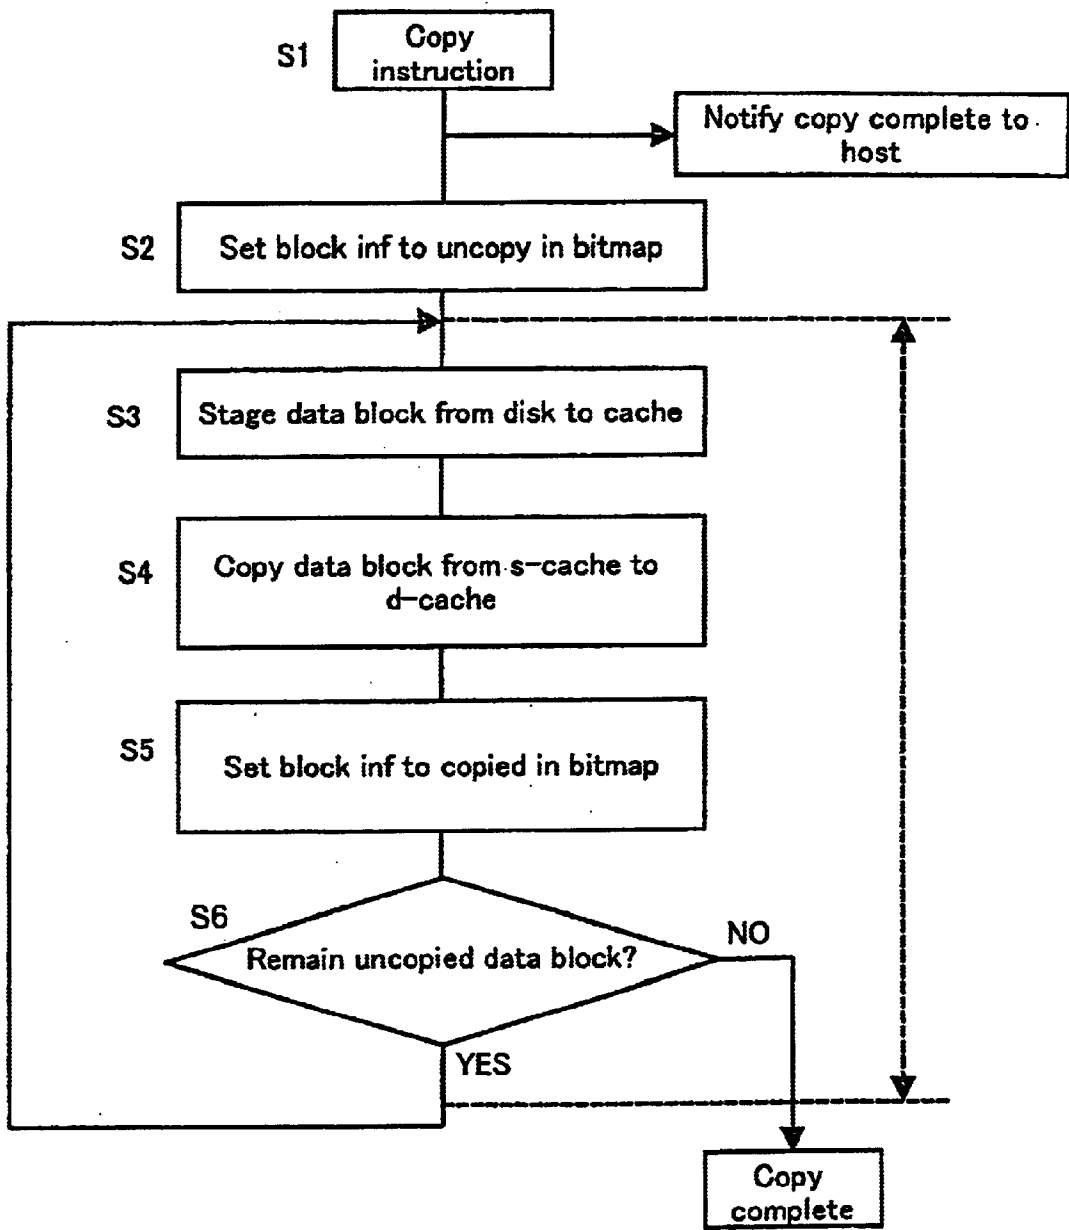 S1
Copy
instruction
Notify copy complete to
host
S2
Set block inf to uncopy in bitmap
S3
Stage data block from disk to cache
S4
Copy data block from s-cache to
d-cache
S5
Set block inf to copied in bitmap
S6
Remain uncopied data block?
NO
YES
Copy
complete